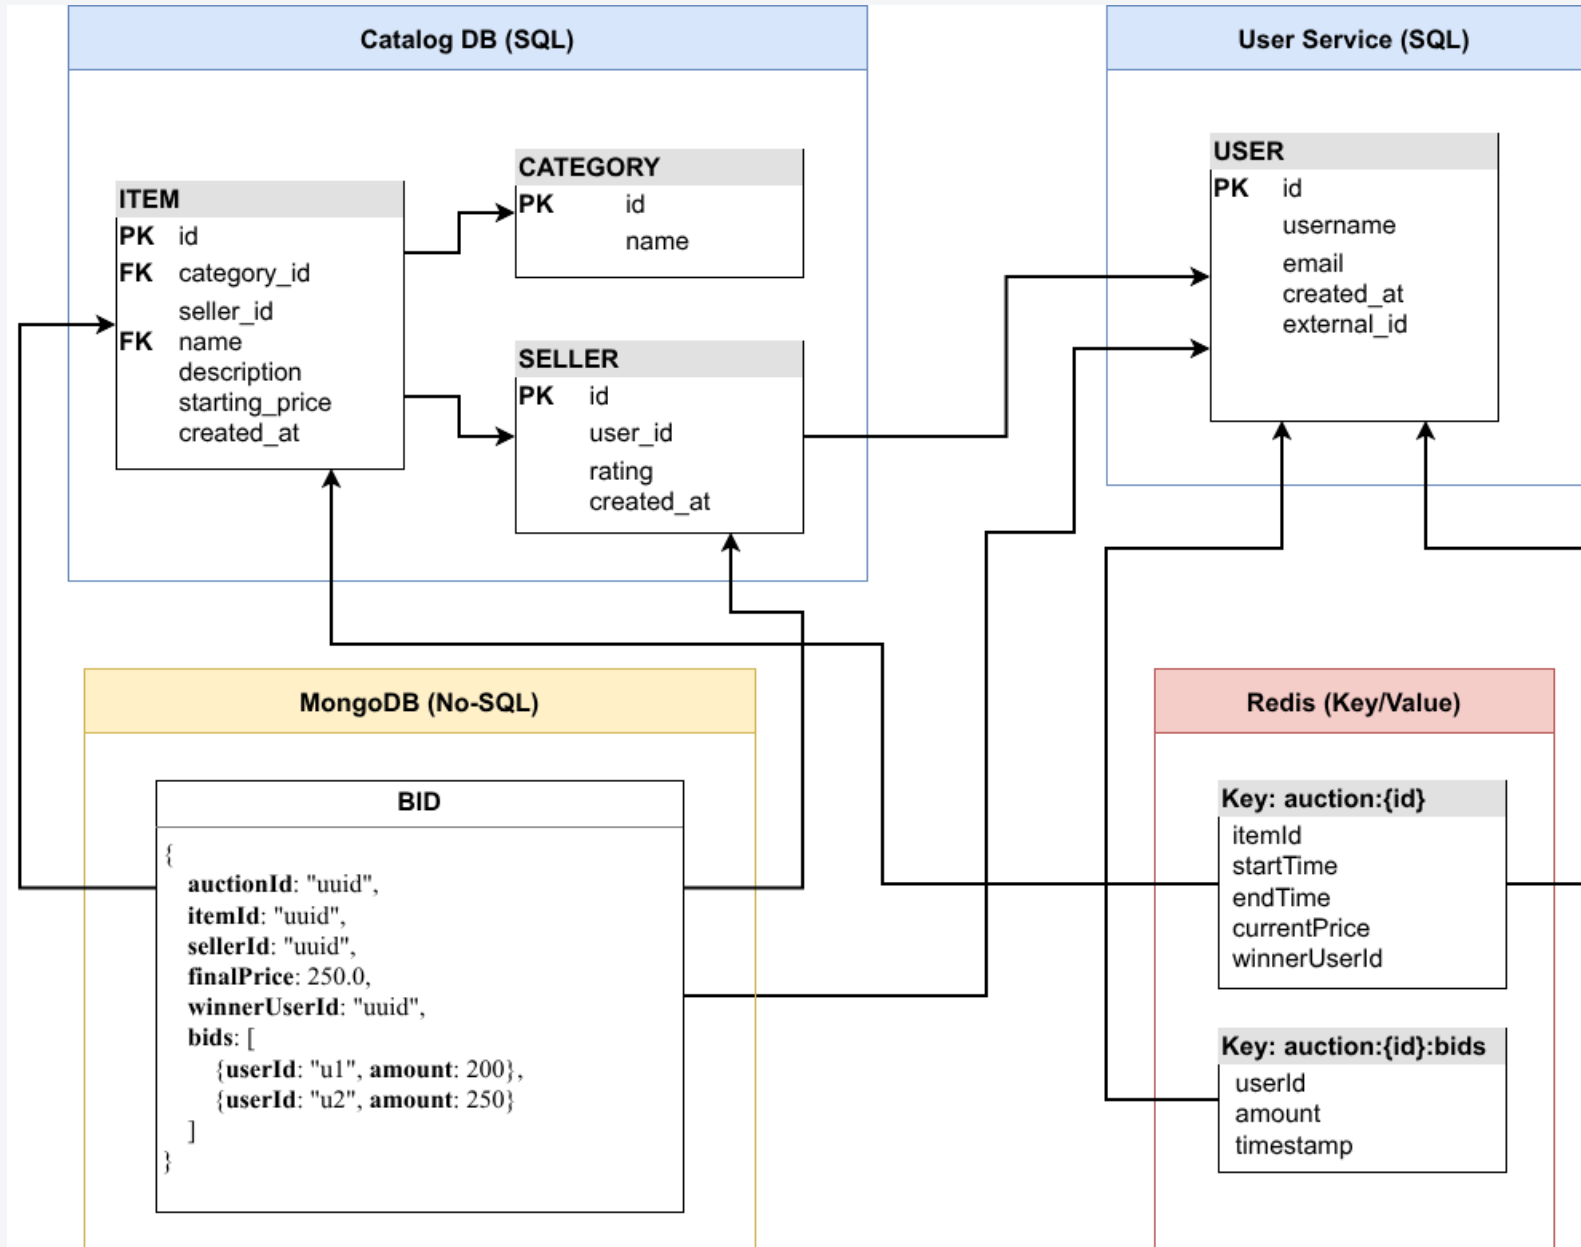 Catalog DB (SQL)
User Service (SQL)
ITEM
PK id
FK category_id
seller_id
FK name
description
starting_price
created_at
CATEGORY
PK id
name
SELLER
PK id
user_id
rating
created_at
USER
PK id
username
email
created_at
external_id
MongoDB (No-SQL)
BID
{
auctionId: "uuid",
itemId: "uuid",
sellerId: "uuid",
finalPrice: 250.0,
winnerUserId: "uuid",
bids: [
{userId: "u1", amount: 200},
{userId: "u2", amount: 250}
]
}
Redis (Key/Value)
Key: auction:{id}
itemId
startTime
endTime
currentPrice
winnerUserId
Key: auction:{id}:bids
userId
amount
timestamp